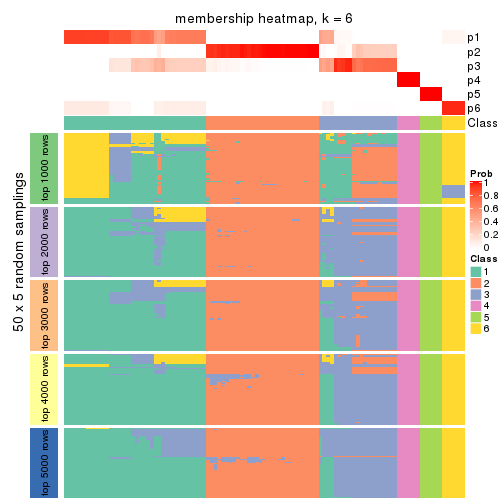 membership heatmap, k = 6
p1
p2
p3
p4
p5
p6
Class
50 x 5 random samplings
top 1000 rows
top 2000 rows
top 3000 rows
top 4000 rows
top 5000 rows
Prob
1
0.8
0.6
0.4
0.2
0
Class
1
2
3
4
5
6